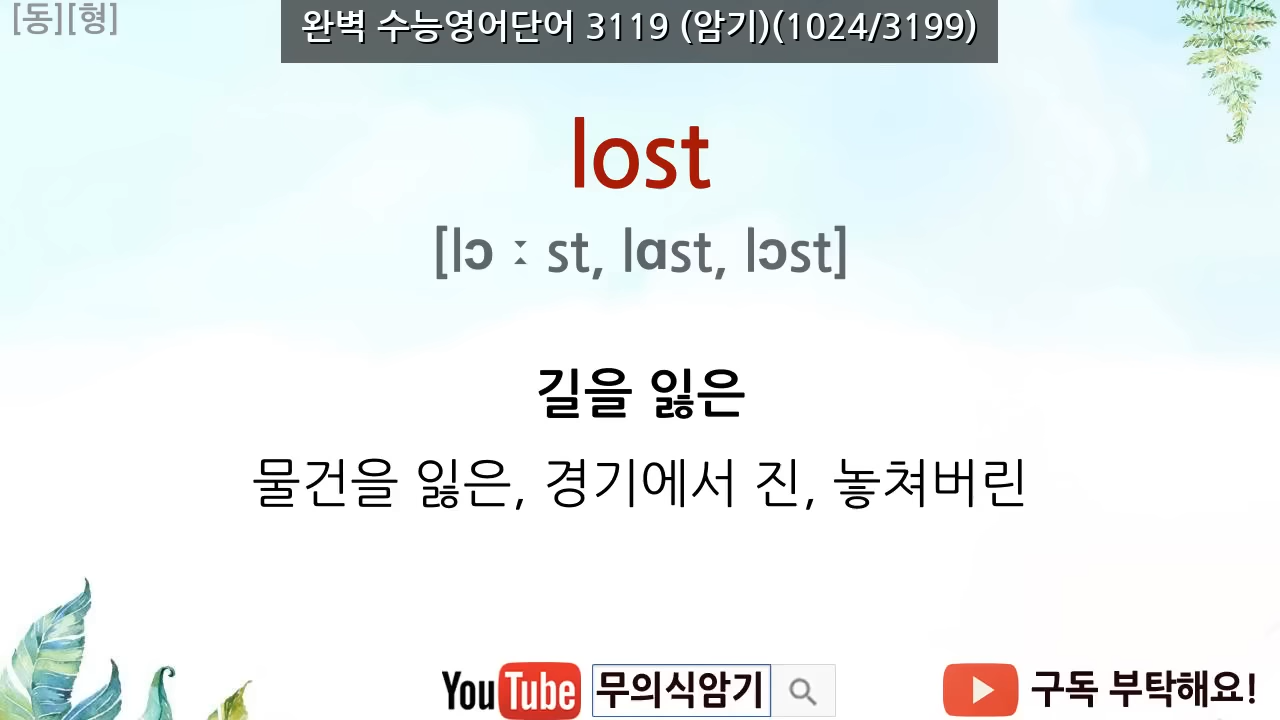 [동][형]
완벽 수능영어단어 3119 (암기)(1024/3199)
lost
[lɔːst, lɑst, lɔst]
길을 잃은
물건을 잃은, 경기에서 진, 놓쳐버린
YouTube 무의식암기
구독 부탁해요!